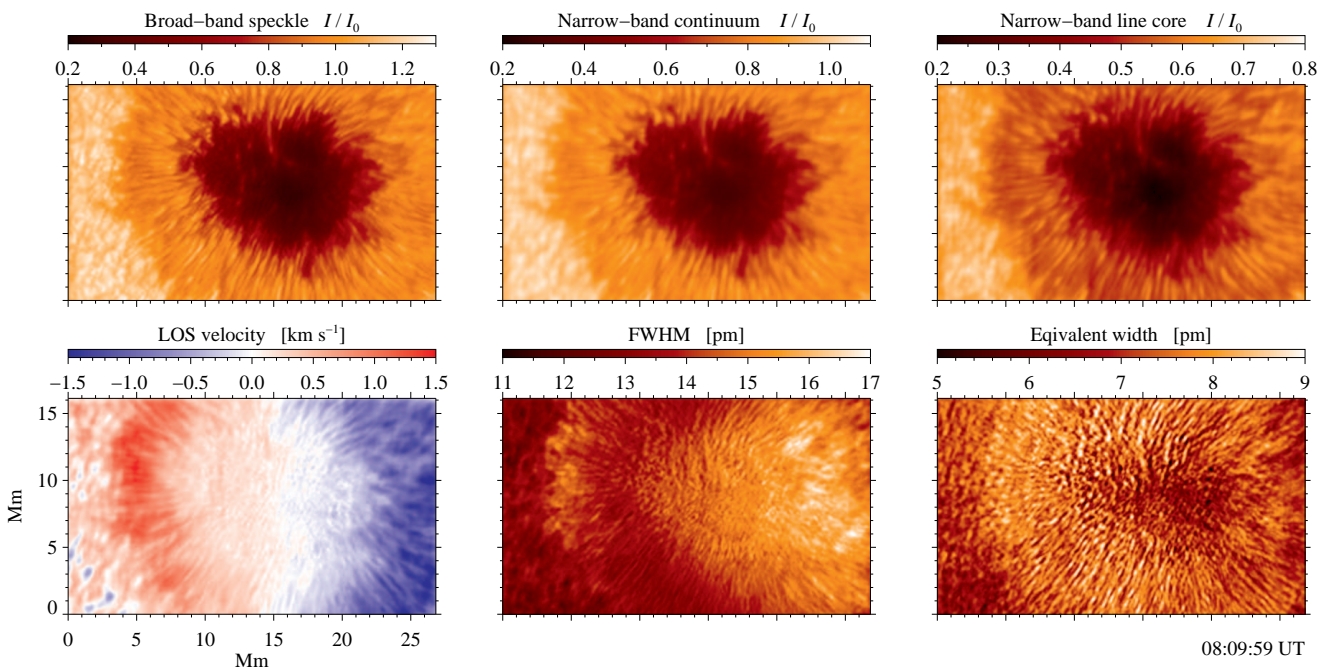 Broad−band speckle I / I0
Narrow−band continuum I / I0
Narrow−band line core I / I0
0.2 0.4 0.6 0.8 1.0 1.2
0.2 0.4 0.6 0.8 1.0
0.2 0.3 0.4 0.5 0.6 0.7 0.8
LOS velocity [km s−1]
FWHM [pm]
Eqivalent width [pm]
−1.5 −1.0 −0.5 0.0 0.5 1.0 1.5
11 12 13 14 15 16 17
5 6 7 8 9
15
10
5
0
Mm
0 5 10 15 20 25
Mm
08:09:59 UT